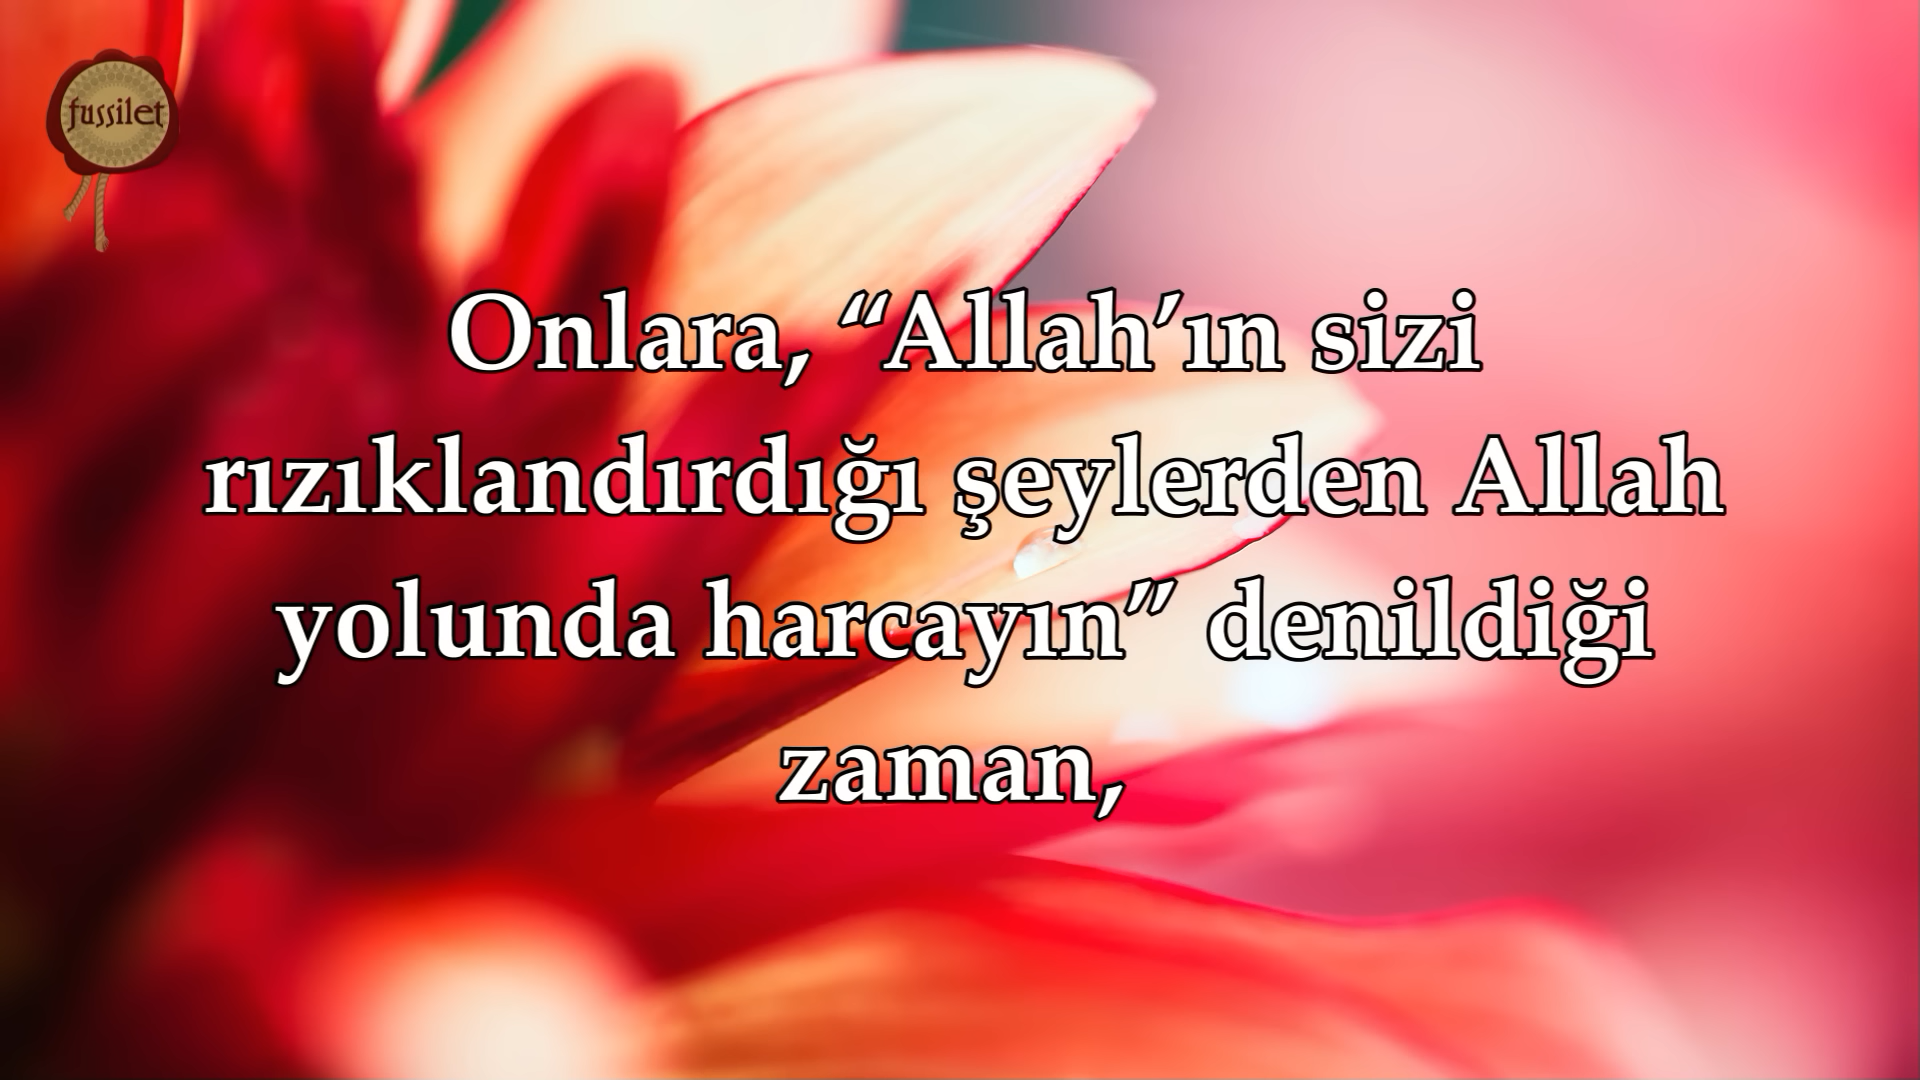 fussilet
Onlara, “Allah’ın sizi
rızıklandırdığı şeylerden Allah
yolunda harcayın” denildiği
zaman,